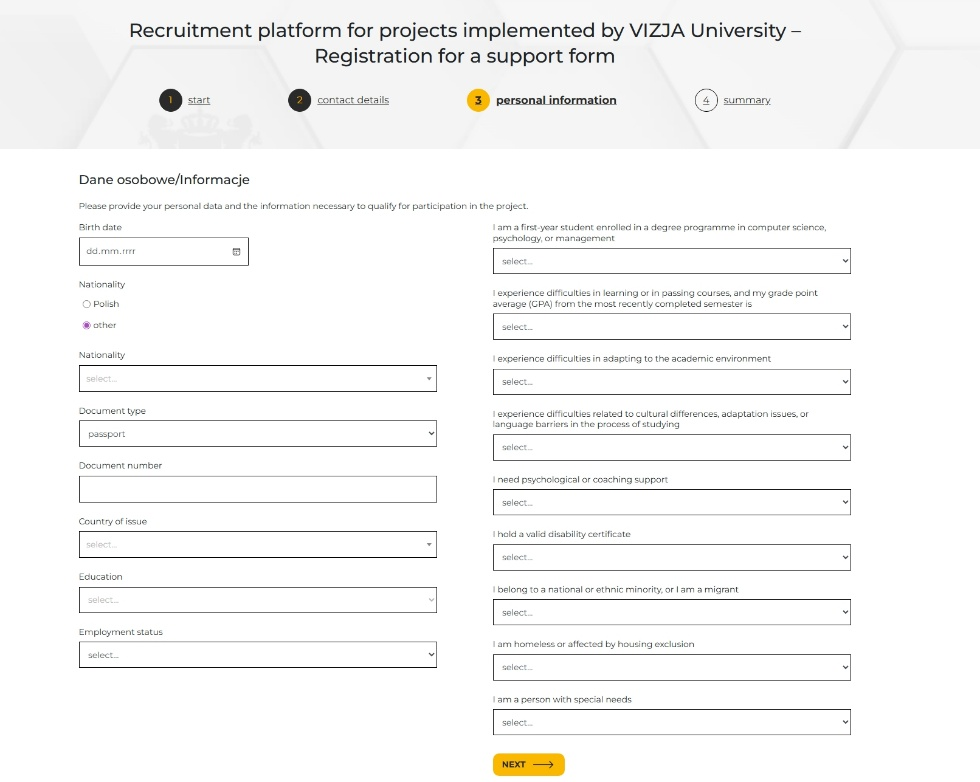 Recruitment platform for projects implemented by VIZJA University –
Registration for a support form
1 start
2 contact details
3 personal information
4 summary
Dane osobowe/Informacje
Please provide your personal data and the information necessary to qualify for participation in the project.
Birth date
dd.mm.rrrr
Nationality
Polish
other
Nationality
select...
Document type
passport
Document number
Country of issue
select...
Education
select...
Employment status
select...
I am a first-year student enrolled in a degree programme in computer science,
psychology, or management
select...
I experience difficulties in learning or in passing courses, and my grade point
average (GPA) from the most recently completed semester is
select...
I experience difficulties in adapting to the academic environment
select...
I experience difficulties related to cultural differences, adaptation issues, or
language barriers in the process of studying
select...
I need psychological or coaching support
select...
I hold a valid disability certificate
select...
I belong to a national or ethnic minority, or I am a migrant
select...
I am homeless or affected by housing exclusion
select...
I am a person with special needs
select...
NEXT